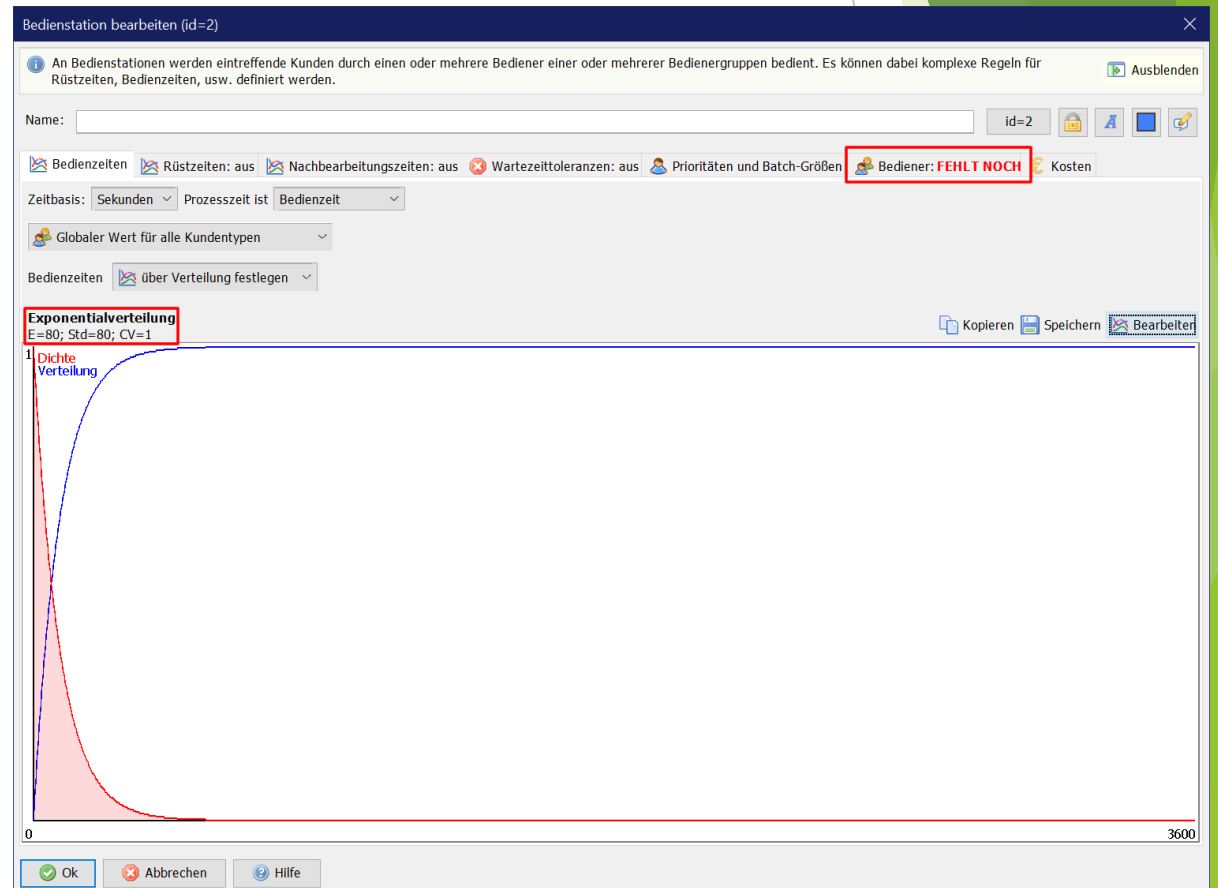 Bedienstation bearbeiten (id=2)
An Bedienstationen werden eintreffende Kunden durch einen oder mehrere Bediener einer oder mehrerer Bedienergruppen bedient. Es können dabei komplexe Regeln für
Rüstzeiten, Bedienzeiten, usw. definiert werden.
Ausblenden
Name:
id=2
Bedienzeiten Rüstzeiten: aus Nachbearbeitungszeiten: aus Wartezeittoleranzen: aus Prioritäten und Batch-Größen Bediener: FEHLT NOCH Kosten
Zeitbasis: Sekunden Prozesszeit ist Bedienzeit
Globaler Wert für alle Kundentypen
Bedienzeiten über Verteilung festlegen
Exponentialverteilung
E=80; Std=80; CV=1
Kopieren Speichern Bearbeiten
1
Dichte
Verteilung
0
3600
Ok Abbrechen Hilfe